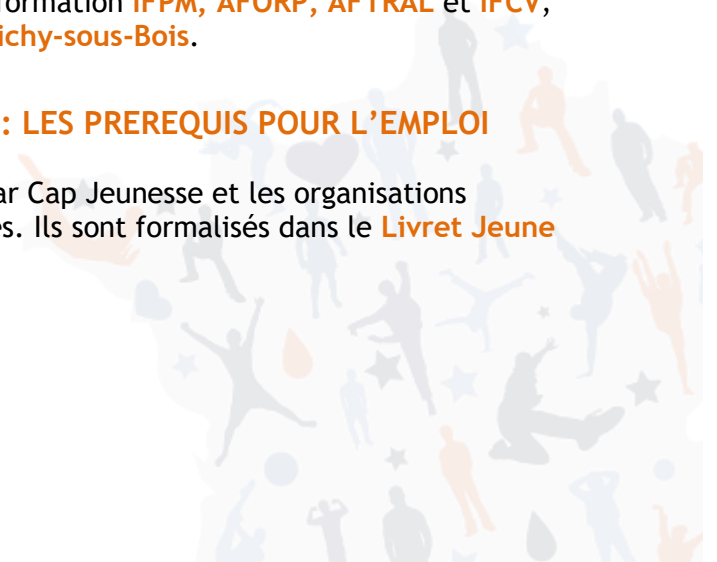 formation IFPM, AFORP, AFTRAL et IFCV,
ichy-sous-Bois.
: LES PREREQUIS POUR L’EMPLOI
ar Cap Jeunesse et les organisations
es. Ils sont formalisés dans le Livret Jeune